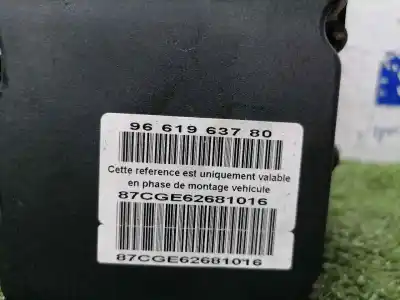 96 619 637 80
Cette reference est uniquement valable
en phase de montage vehicule
87CGE62681016
87CGE62681016